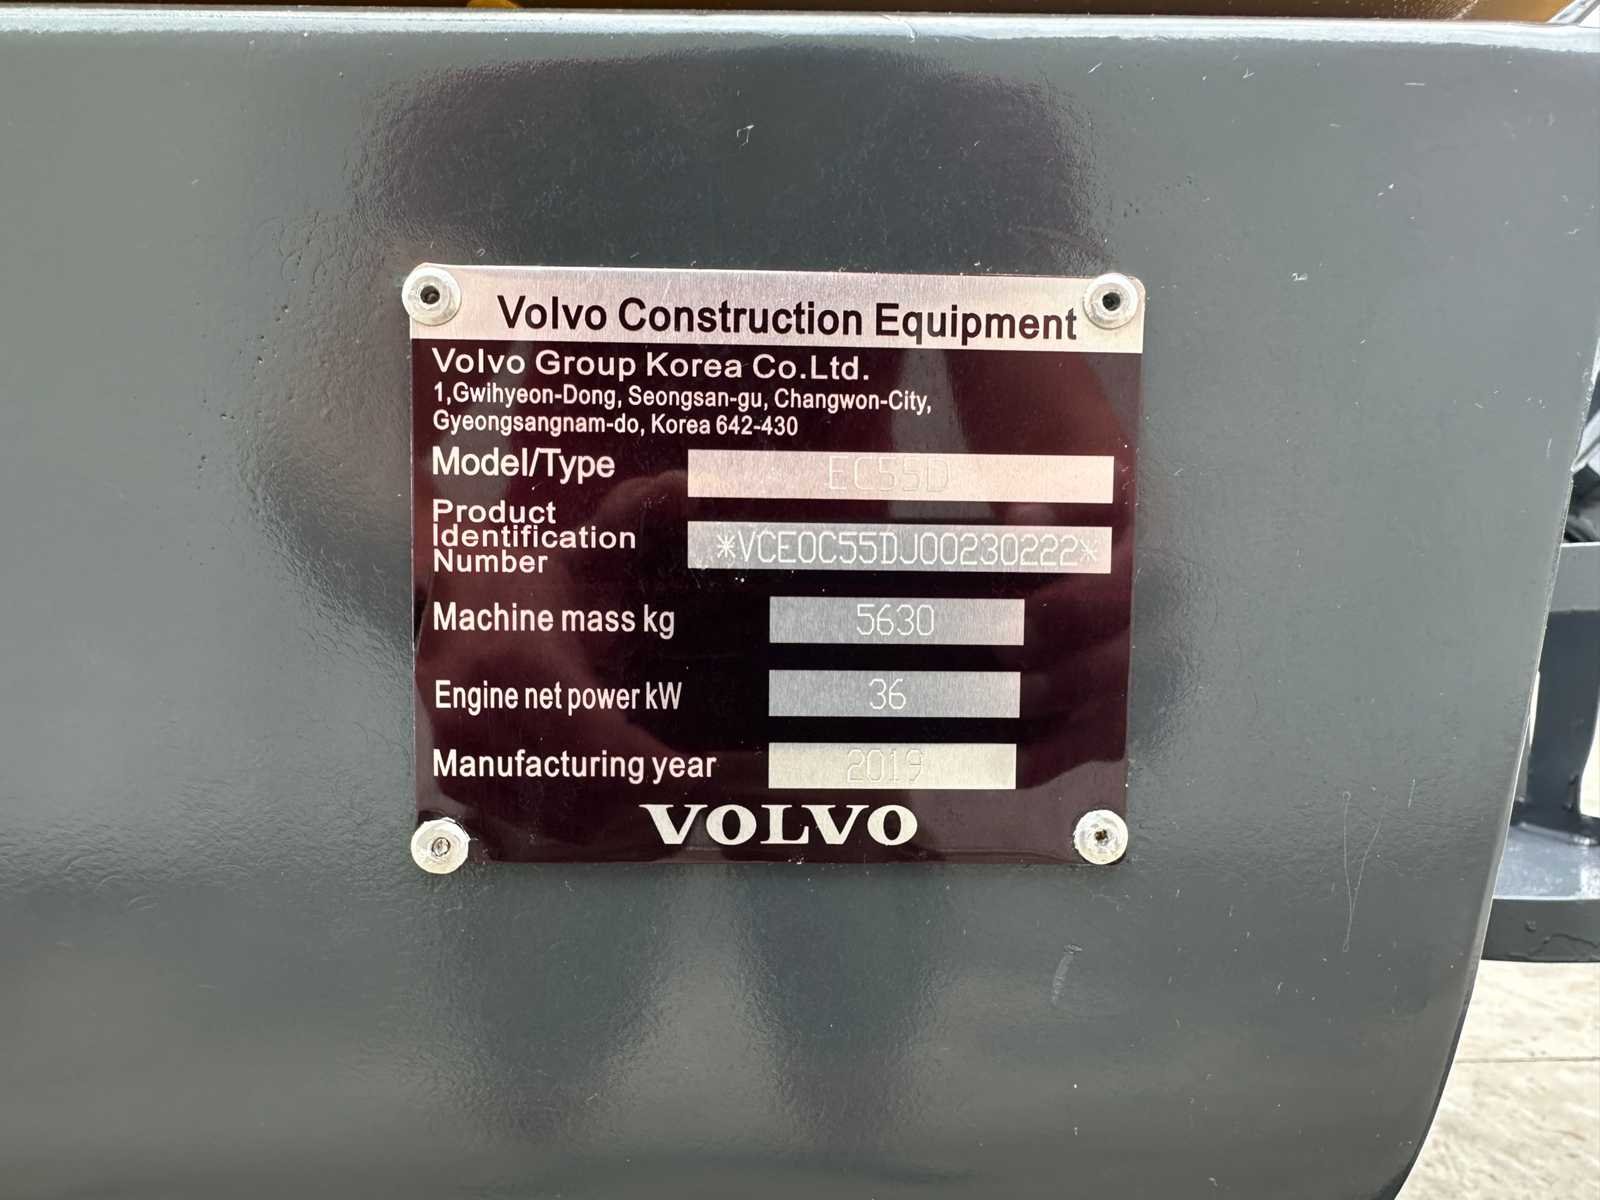 Volvo Construction Equipment
Volvo Group Korea Co.Ltd.
1,Gwihyeon-Dong, Seongsan-gu, Changwon-City,
Gyeongsangnam-do, Korea 642-430
Model/Type EC55D
Product
Identification
Number *VCE0C55DJ00230222*
Machine mass kg 5630
Engine net power kW 36
Manufacturing year 2019
VOLVO